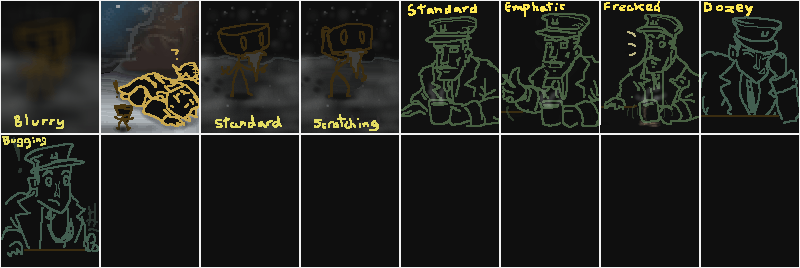 Blurry
?
Standard
Scratching
Standard
Emphatic
Freaked
Dozey
Bugging